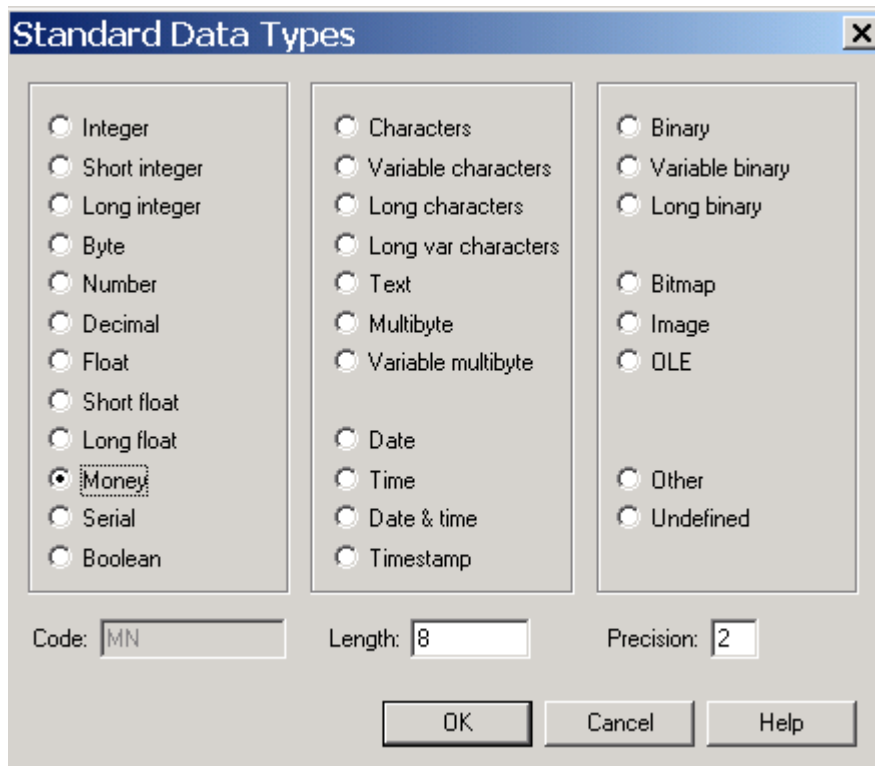 Standard Data Types
Integer
Short integer
Long integer
Byte
Number
Decimal
Float
Short float
Long float
Money
Serial
Boolean
Characters
Variable characters
Long characters
Long var characters
Text
Multibyte
Variable multibyte
Date
Time
Date & time
Timestamp
Binary
Variable binary
Long binary
Bitmap
Image
OLE
Other
Undefined
Code: MN
Length: 8
Precision: 2
OK
Cancel
Help